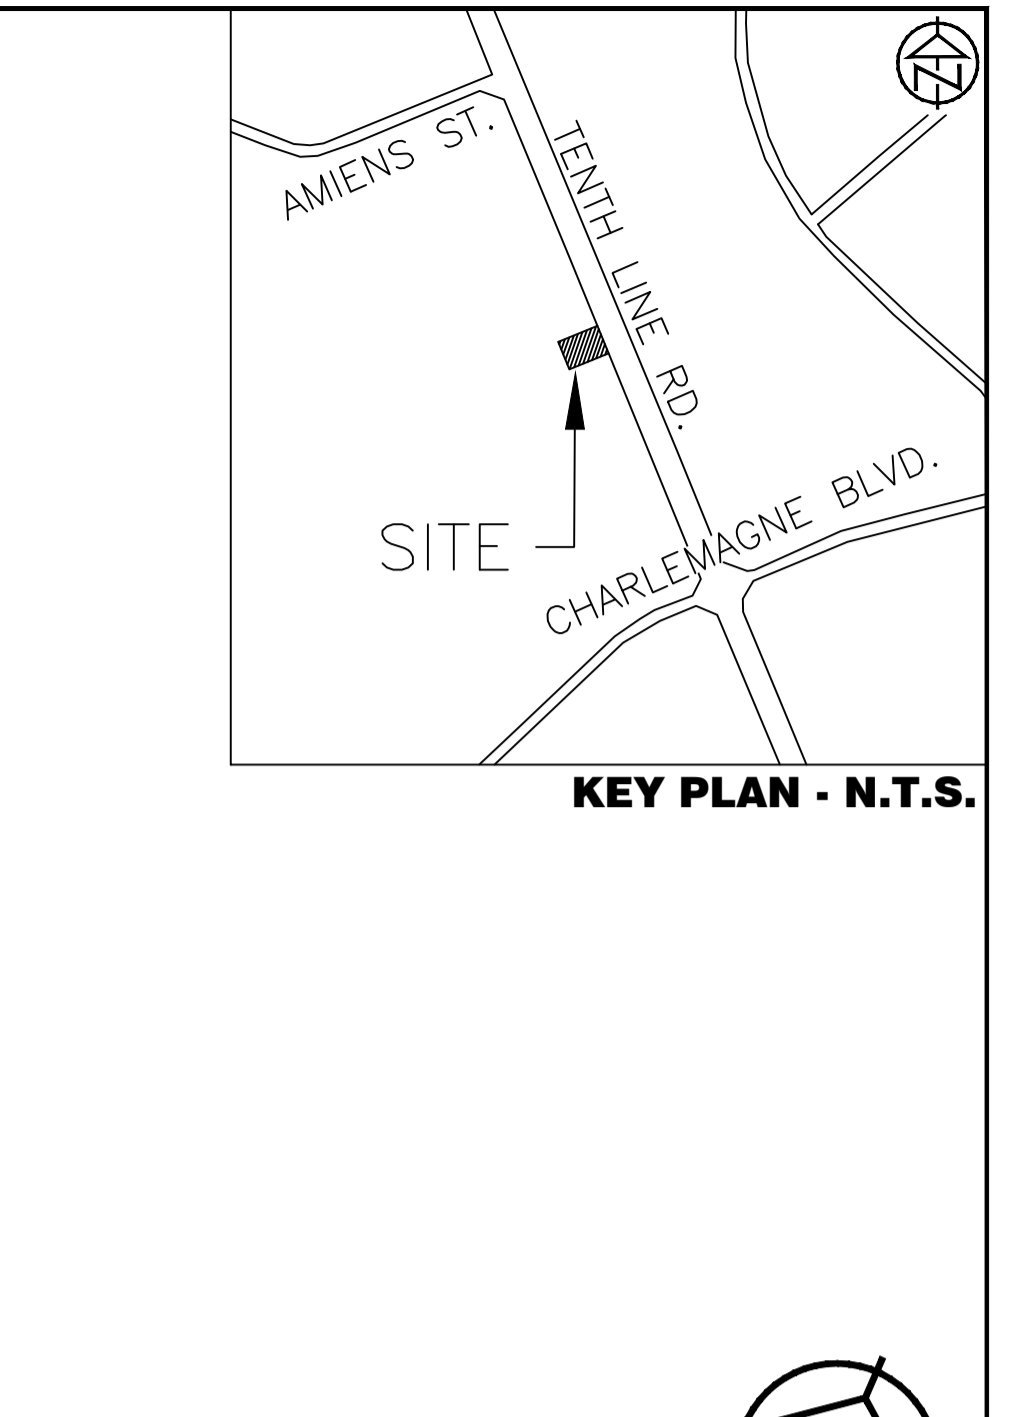 N
AMIENS ST.
TENTH LINE RD.
SITE
CHARLEMAGNE BLVD.
KEY PLAN - N.T.S.